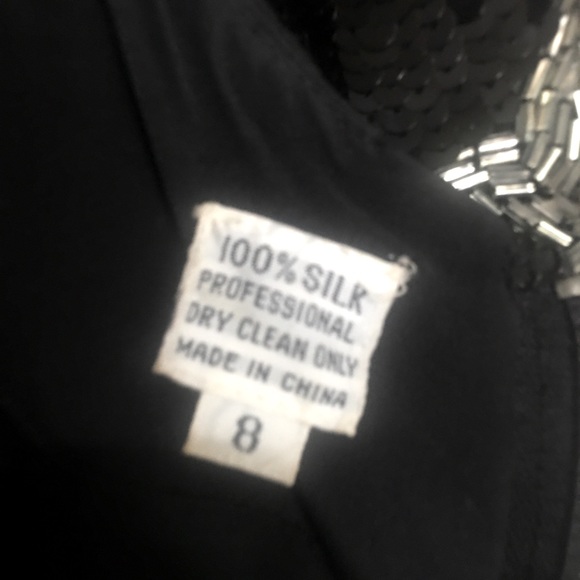 100% SILK
PROFESSIONAL
DRY CLEAN ONLY
MADE IN CHINA
8